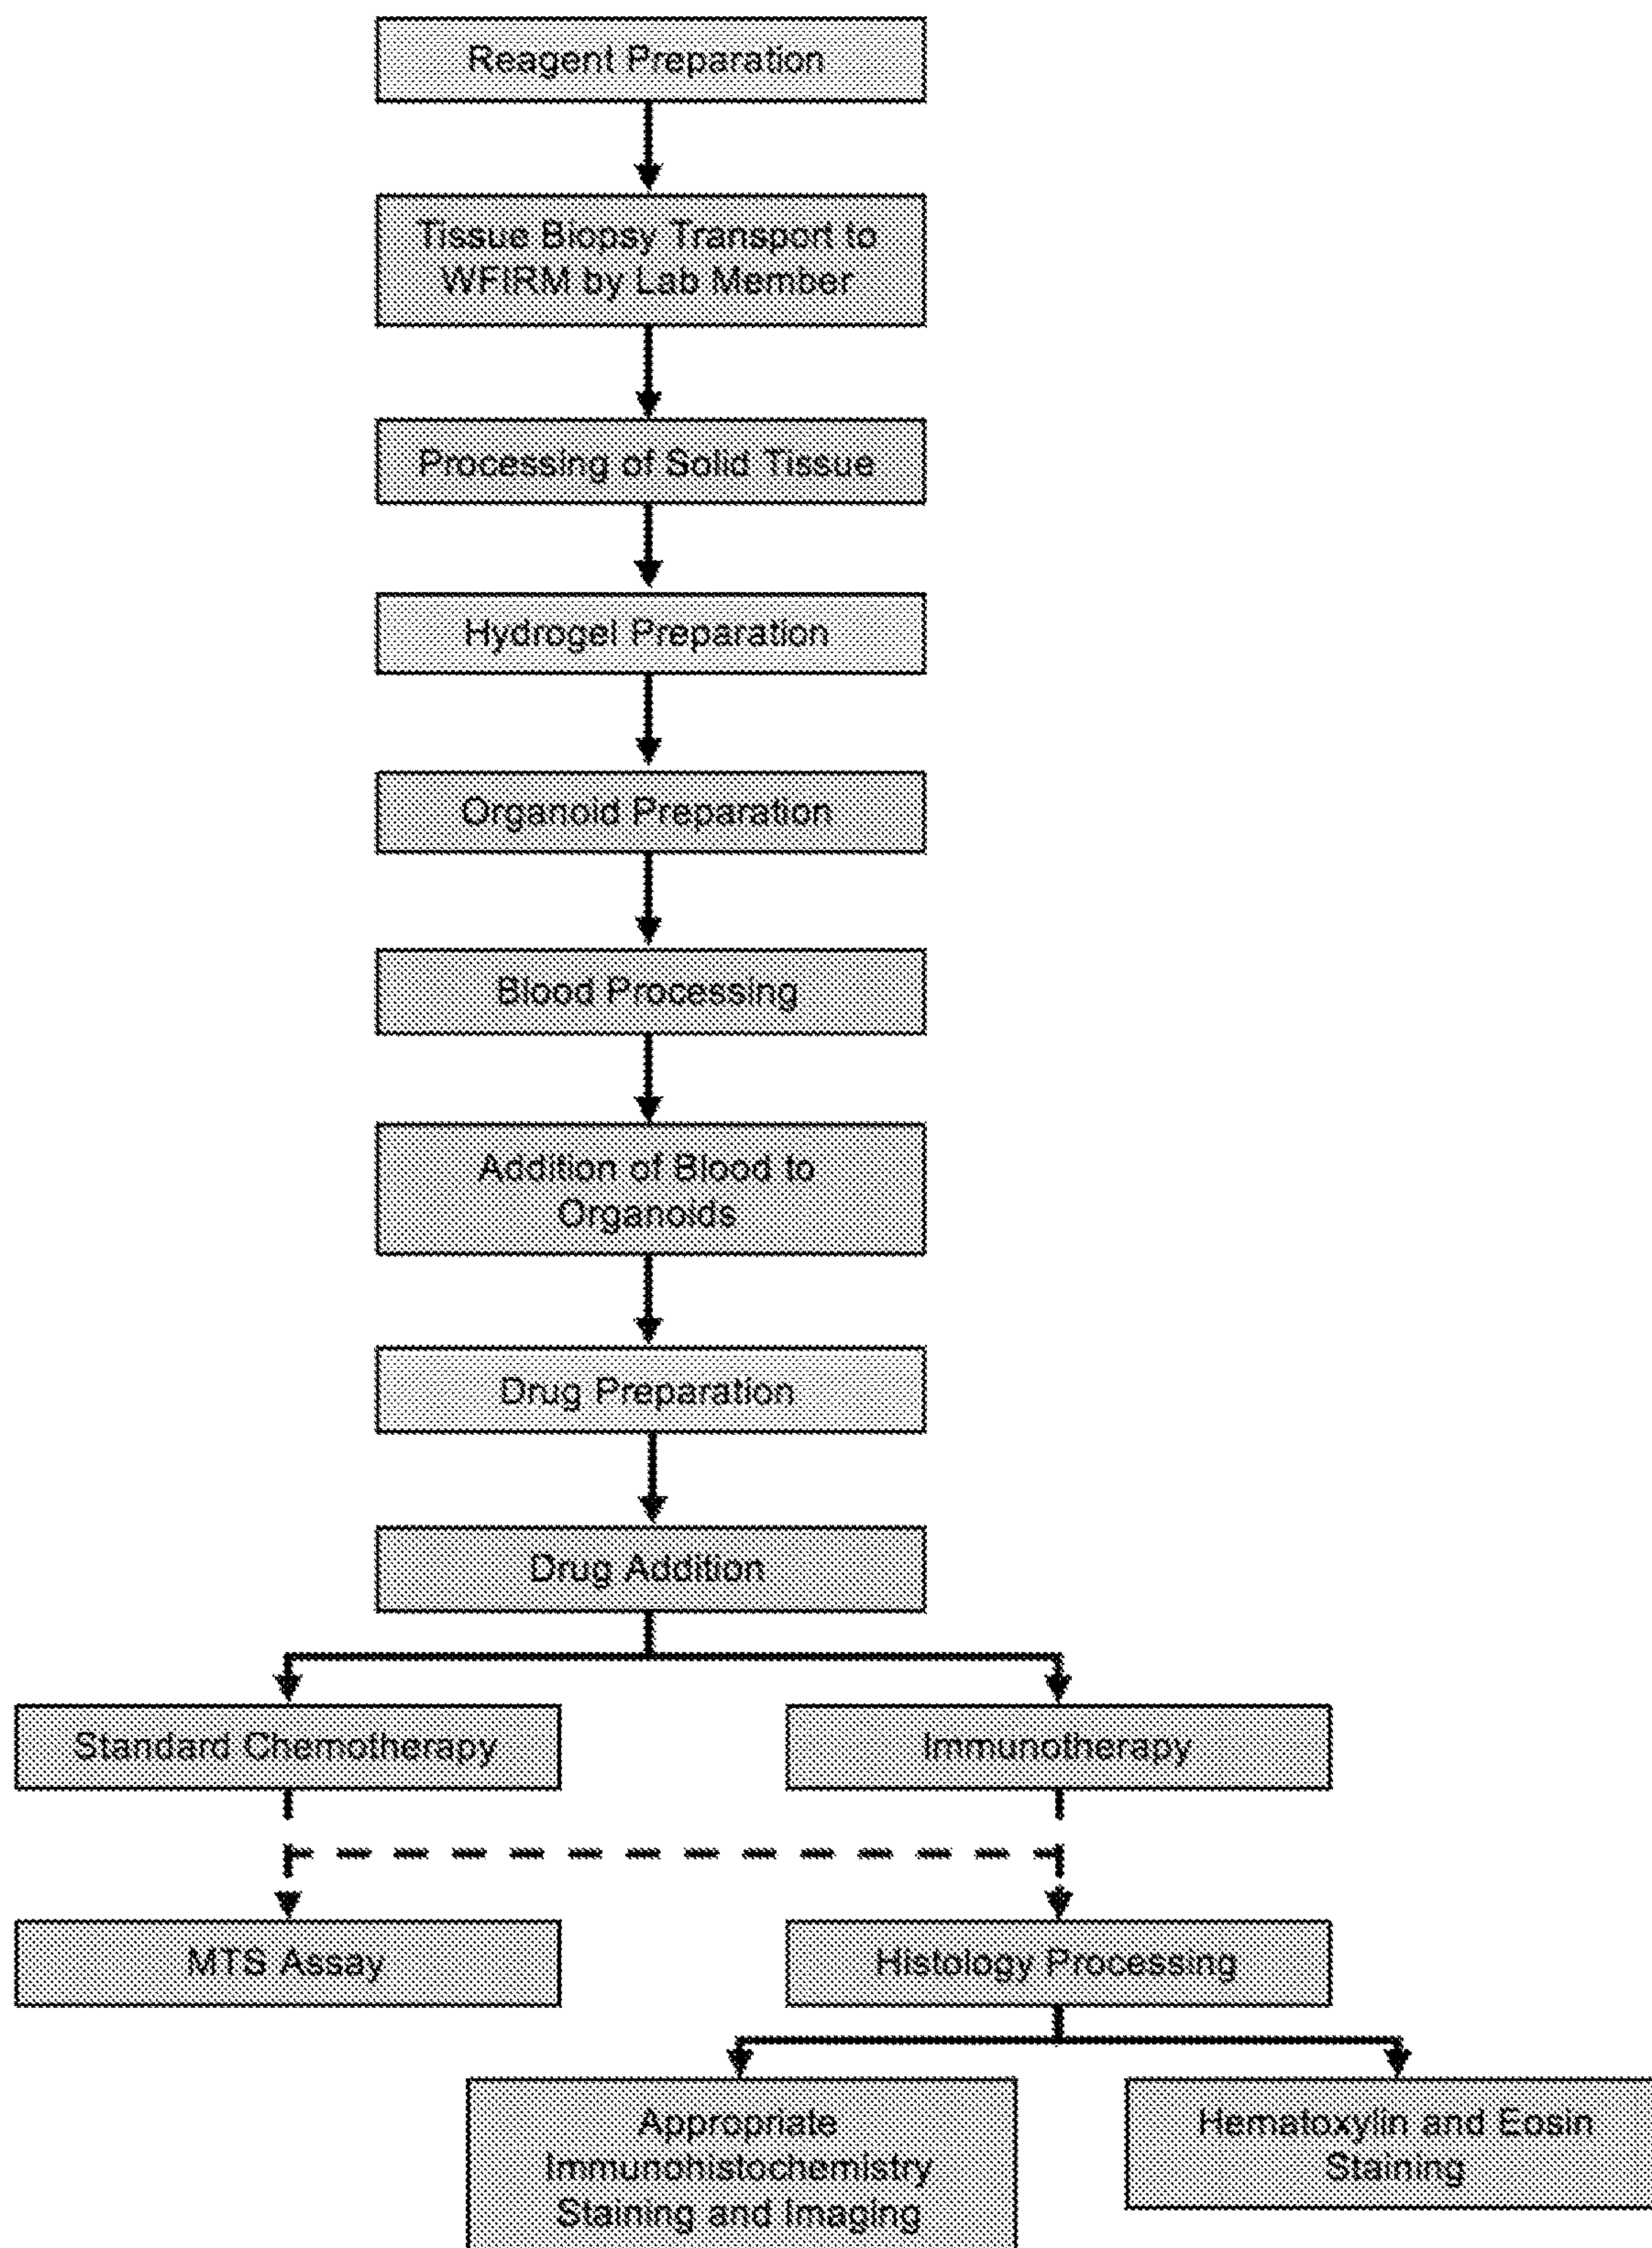 Reagent Preparation
Tissue Biopsy Transport to
WFIRM by Lab Member
Processing of Solid Tissue
Hydrogel Preparation
Organoid Preparation
Blood Processing
Addition of Blood to
Organoids
Drug Preparation
Drug Addition
Standard Chemotherapy
Immunotherapy
MTS Assay
Histology Processing
Appropriate
Immunohistochemistry
Staining and Imaging
Hematoxylin and Eosin
Staining